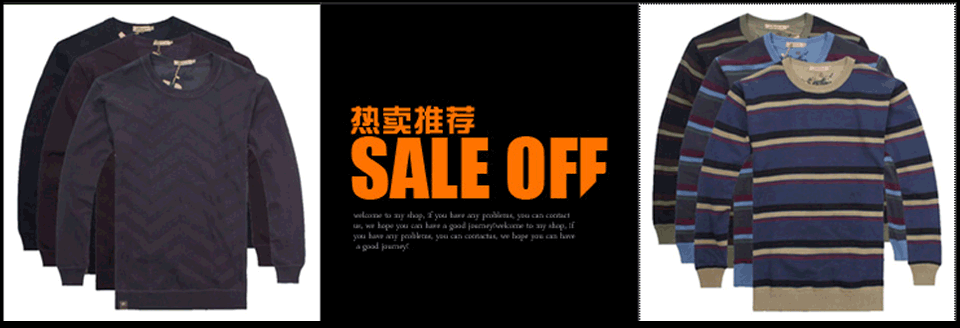 热卖推荐
SALE OFF
welcome to my shop, if you have any problems, you can contact
us, we hope you can have a good journey!welcome to my shop, if
you have any problems, you can contactus, we hope you can have
a good journey!